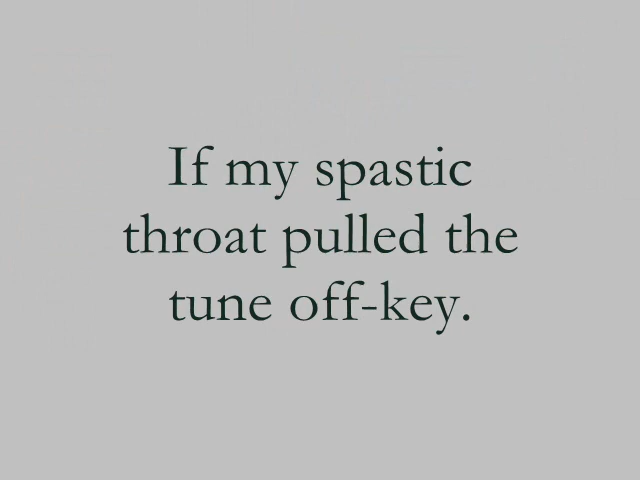 If my spastic
throat pulled the
tune off-key.